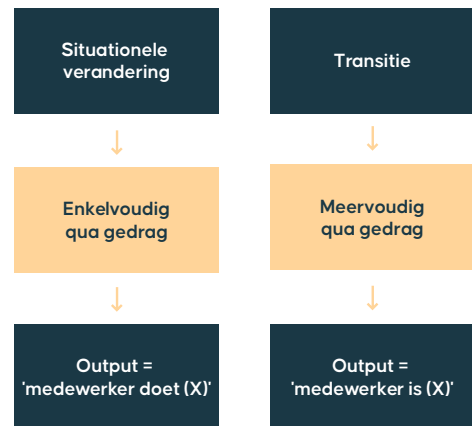 Situationele
verandering
Transitie
Enkelvoudig
qua gedrag
Meervoudig
qua gedrag
Output =
'medewerker doet (X)'
Output =
'medewerker is (X)'